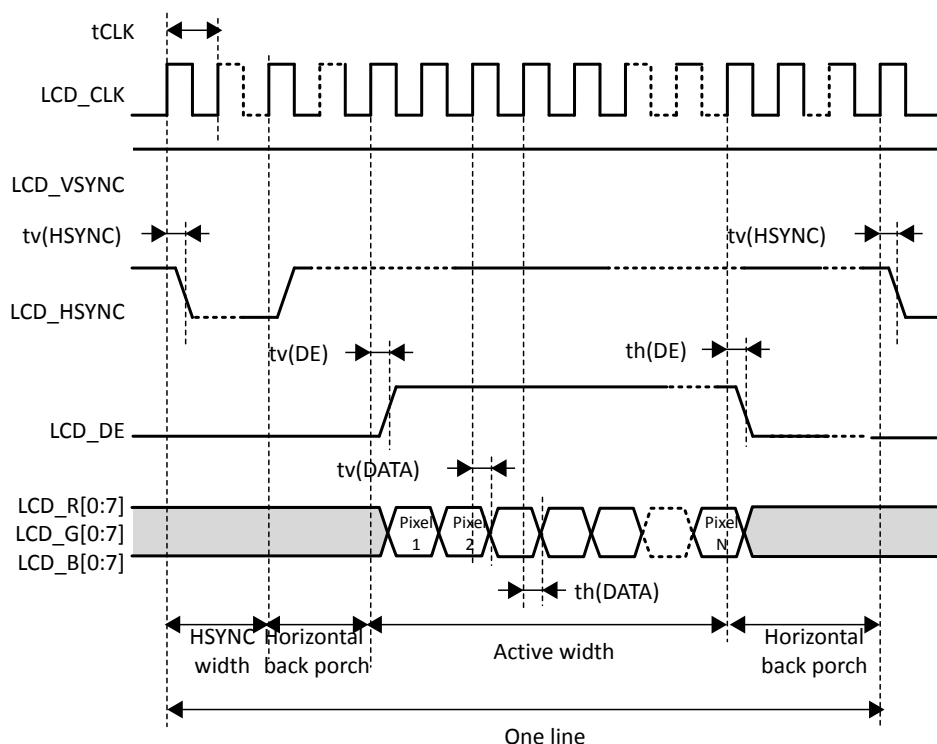 tCLK
LCD_CLK
LCD_VSYNC
tv(HSYNC)
tv(HSYNC)
LCD_HSYNC
tv(DE)
th(DE)
LCD_DE
tv(DATA)
LCD_R[0:7]
LCD_G[0:7]
LCD_B[0:7]
Pixel
1
Pixel
2
Pixel
N
th(DATA)
HSYNC
width
Horizontal
back porch
Active width
Horizontal
back porch
One line